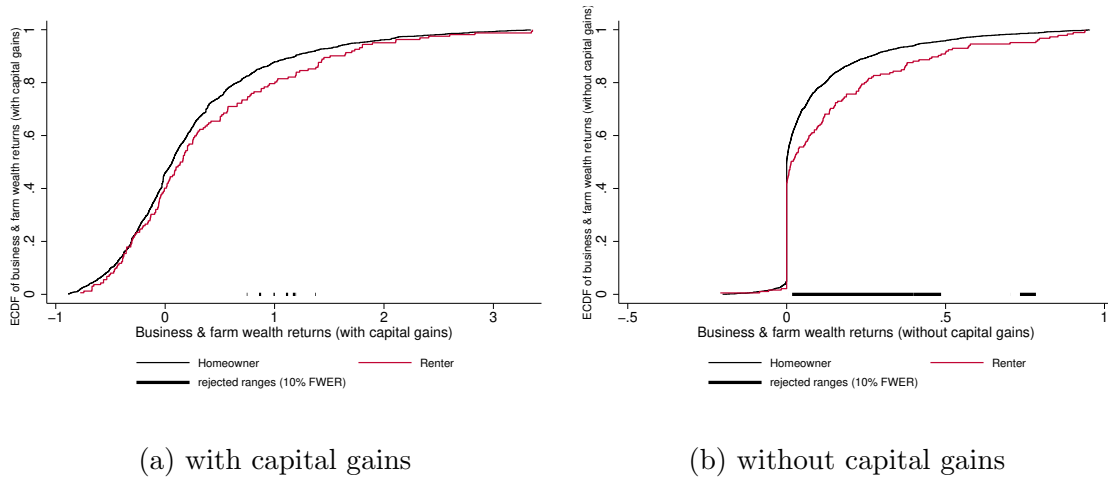 ECDF of business & farm wealth returns (with capital gains)
0 .2 .4 .6 .8 1
−1 0 1 2 3
Business & farm wealth returns (with capital gains)
Homeowner Renter
rejected ranges (10% FWER)
(a) with capital gains
ECDF of business & farm wealth returns (without capital gains)
0 .2 .4 .6 .8 1
−.5 0 .5 1
Business & farm wealth returns (without capital gains)
Homeowner Renter
rejected ranges (10% FWER)
(b) without capital gains